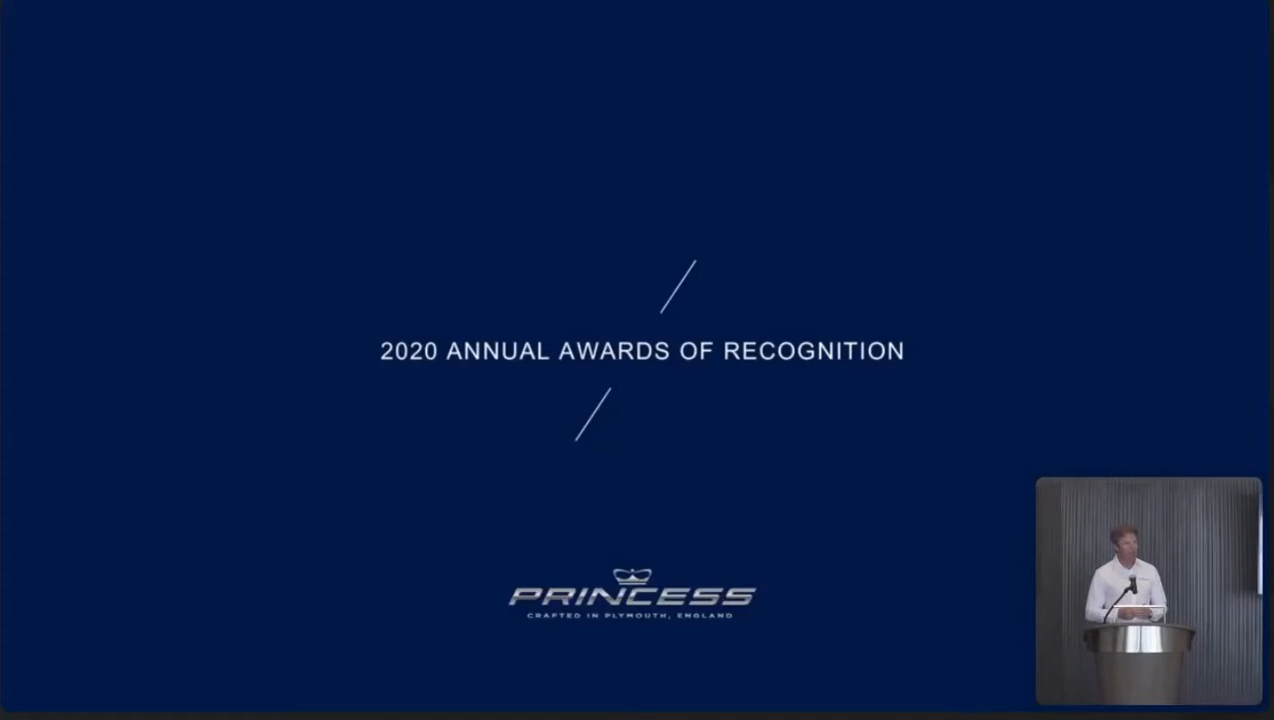 2020 ANNUAL AWARDS OF RECOGNITION
PRINCESS
CRAFTED IN PLYMOUTH, ENGLAND